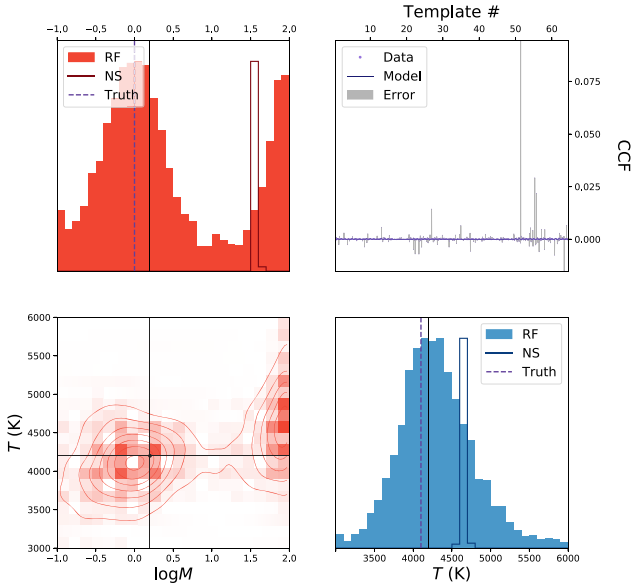 −1.0 −0.5 0.0 0.5 1.0 1.5 2.0
RF
NS
Truth
Template #
10 20 30 40 50 60
Data
Model
Error
0.075
0.050
0.025
0.000
CCF
6000
5500
5000
4500
4000
3500
3000
T (K)
−1.0 −0.5 0.0 0.5 1.0 1.5 2.0
logM
RF
NS
Truth
3500 4000 4500 5000 5500 6000
T (K)